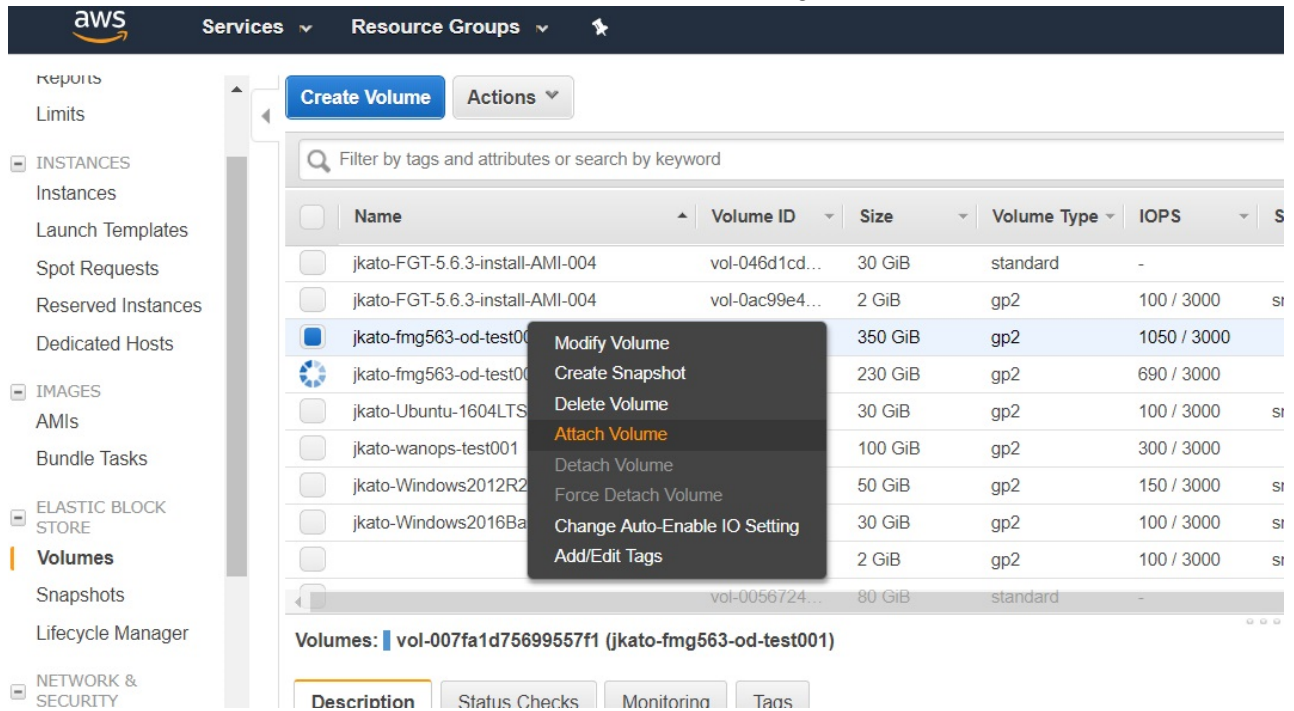 aws Services Resource Groups
Reports
Limits
INSTANCES
Instances
Launch Templates
Spot Requests
Reserved Instances
Dedicated Hosts
IMAGES
AMIs
Bundle Tasks
ELASTIC BLOCK
STORE
Volumes
Snapshots
Lifecycle Manager
NETWORK &
SECURITY
Create Volume Actions
Filter by tags and attributes or search by keyword
Name Volume ID Size Volume Type IOPS S
jkato-FGT-5.6.3-install-AMI-004 vol-046d1cd... 30 GiB standard -
jkato-FGT-5.6.3-install-AMI-004 vol-0ac99e4... 2 GiB gp2 100 / 3000 sr
jkato-fmg563-od-test00 350 GiB gp2 1050 / 3000
jkato-fmg563-od-test00 230 GiB gp2 690 / 3000
jkato-Ubuntu-1604LTS 30 GiB gp2 100 / 3000 sr
jkato-wanops-test001 100 GiB gp2 300 / 3000
jkato-Windows2012R2 50 GiB gp2 150 / 3000 sr
jkato-Windows2016Ba 30 GiB gp2 100 / 3000 sr
2 GiB gp2 100 / 3000 sr
vol-0056724... 80 GiB standard -
Modify Volume
Create Snapshot
Delete Volume
Attach Volume
Detach Volume
Force Detach Volume
Change Auto-Enable IO Setting
Add/Edit Tags
Volumes: vol-007fa1d75699557f1 (jkato-fmg563-od-test001)
Description Status Checks Monitoring Tags